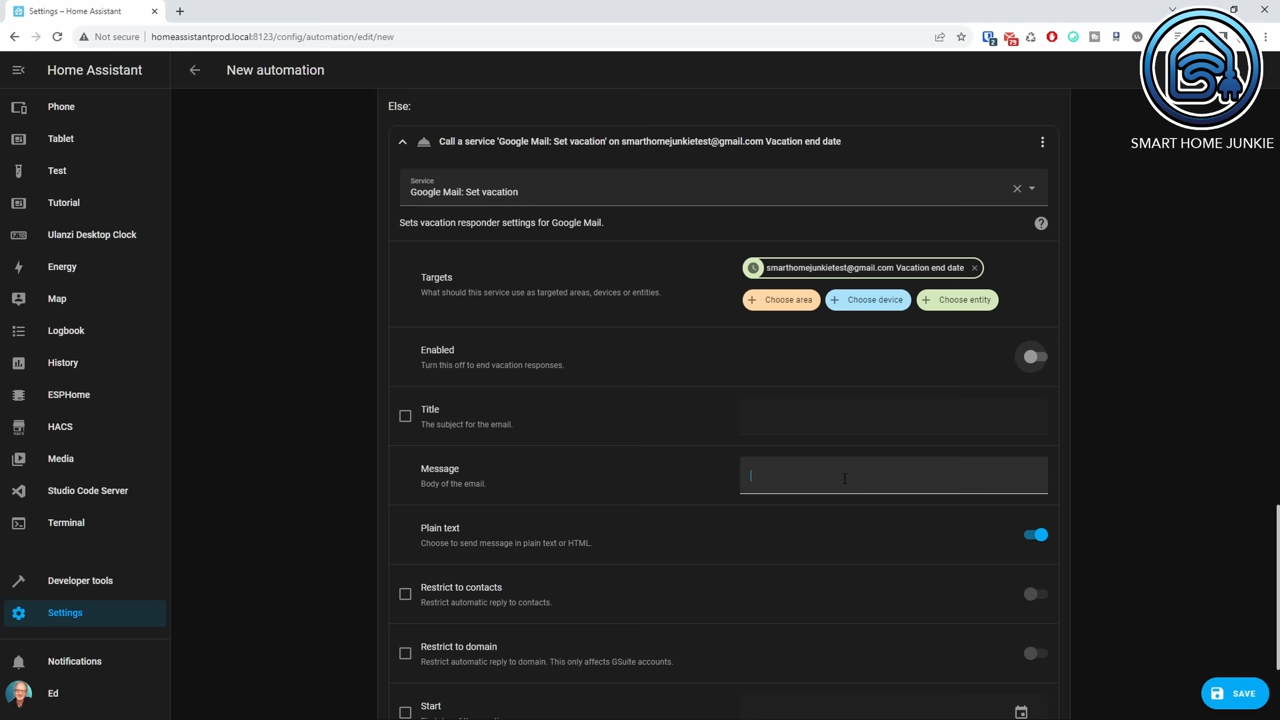 Settings – Home Assistant
Not secure
homeassistantprod.local:8123/config/automation/edit/new
2
79
Home Assistant
New automation
SMART HOME JUNKIE
Phone
Tablet
Test
Tutorial
Ulanzi Desktop Clock
Energy
Map
Logbook
History
ESPHome
HACS
HACS
Media
Studio Code Server
Terminal
Developer tools
Settings
Notifications
Ed
Else:
Call a service 'Google Mail: Set vacation' on smarthomejunkietest@gmail.com Vacation end date
Service
Google Mail: Set vacation
Sets vacation responder settings for Google Mail.
Targets
What should this service use as targeted areas, devices or entities.
smarthomejunkietest@gmail.com Vacation end date
Choose area
Choose device
Choose entity
Enabled
Turn this off to end vacation responses.
Title
The subject for the email.
Message
Body of the email.
Plain text
Choose to send message in plain text or HTML.
Restrict to contacts
Restrict automatic reply to contacts.
Restrict to domain
Restrict automatic reply to domain. This only affects GSuite accounts.
Start
SAVE